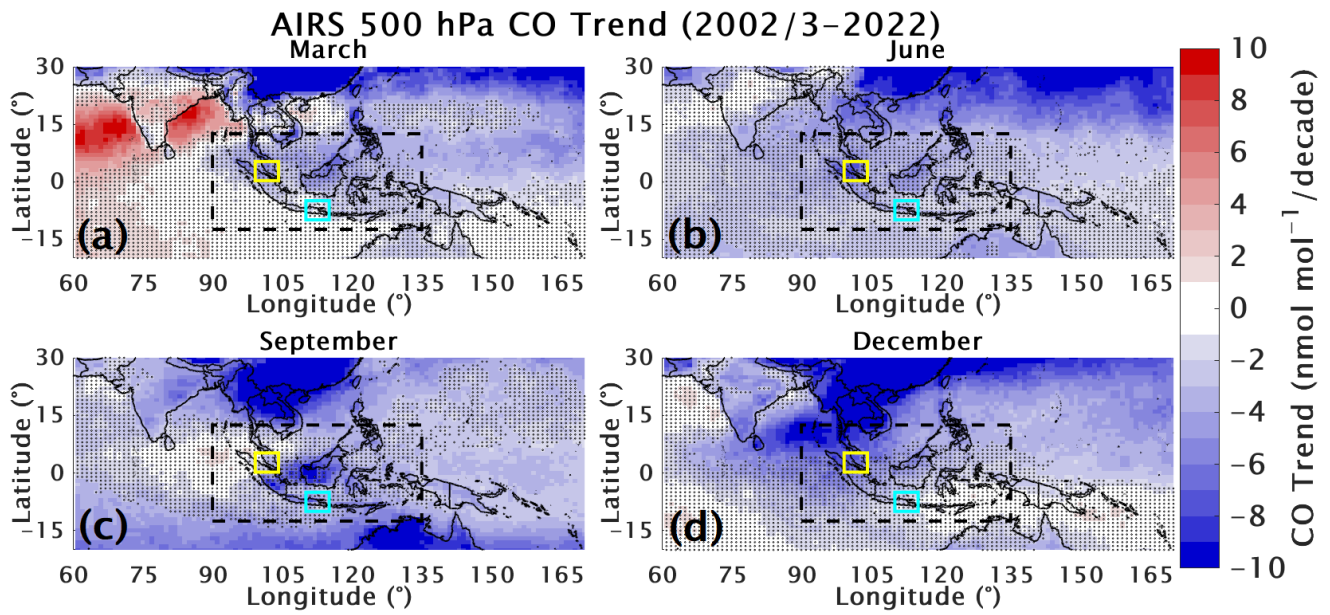 AIRS 500 hPa CO Trend (2002/3-2022)
March
June
30
15
0
-15
Latitude (°)
(a)
60 75 90 105 120 135 150 165
Longitude (°)
30
15
0
-15
Latitude (°)
(b)
60 75 90 105 120 135 150 165
Longitude (°)
September
December
30
15
0
-15
Latitude (°)
(c)
60 75 90 105 120 135 150 165
Longitude (°)
30
15
0
-15
Latitude (°)
(d)
60 75 90 105 120 135 150 165
Longitude (°)
10
8
6
4
2
0
-2
-4
-6
-8
-10
CO Trend (nmol mol⁻¹/decade)